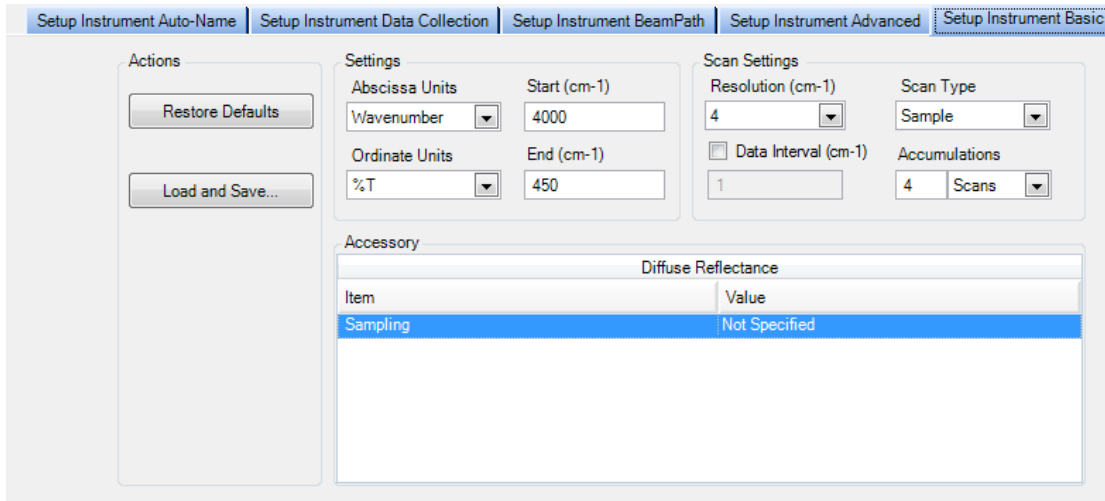 Setup Instrument Auto-Name
Setup Instrument Data Collection
Setup Instrument BeamPath
Setup Instrument Advanced
Setup Instrument Basic
Actions
Restore Defaults
Load and Save...
Settings
Abscissa Units
Start (cm-1)
Wavenumber
4000
Ordinate Units
End (cm-1)
%T
450
Scan Settings
Resolution (cm-1)
Scan Type
4
Sample
Data Interval (cm-1)
Accumulations
1
4
Scans
Accessory
Diffuse Reflectance
Item
Value
Sampling
Not Specified